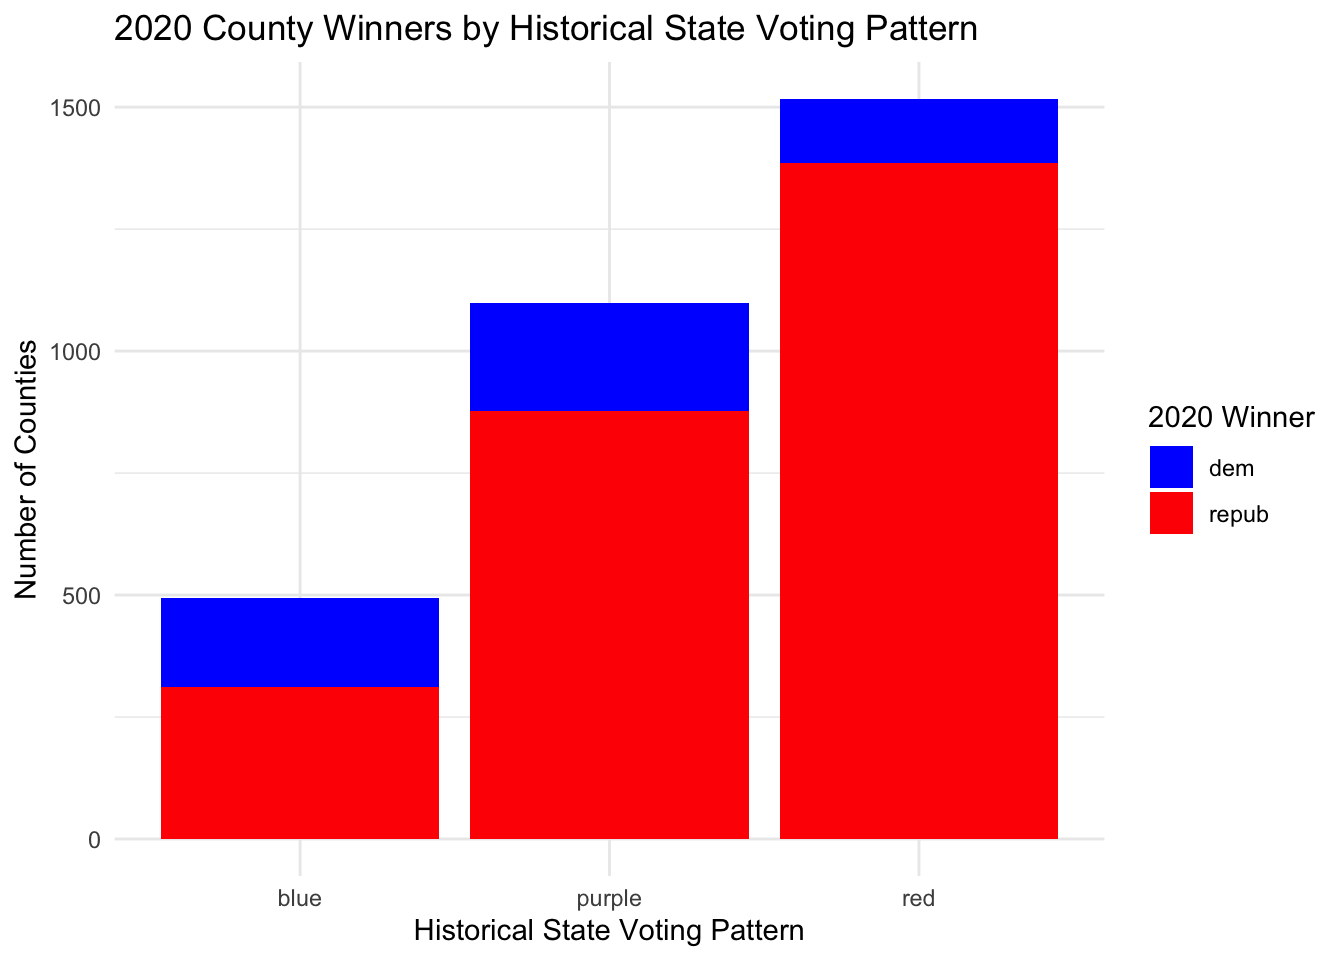 2020 County Winners by Historical State Voting Pattern
Number of Counties
1500
1000
500
0
blue
purple
red
Historical State Voting Pattern
2020 Winner
dem
repub